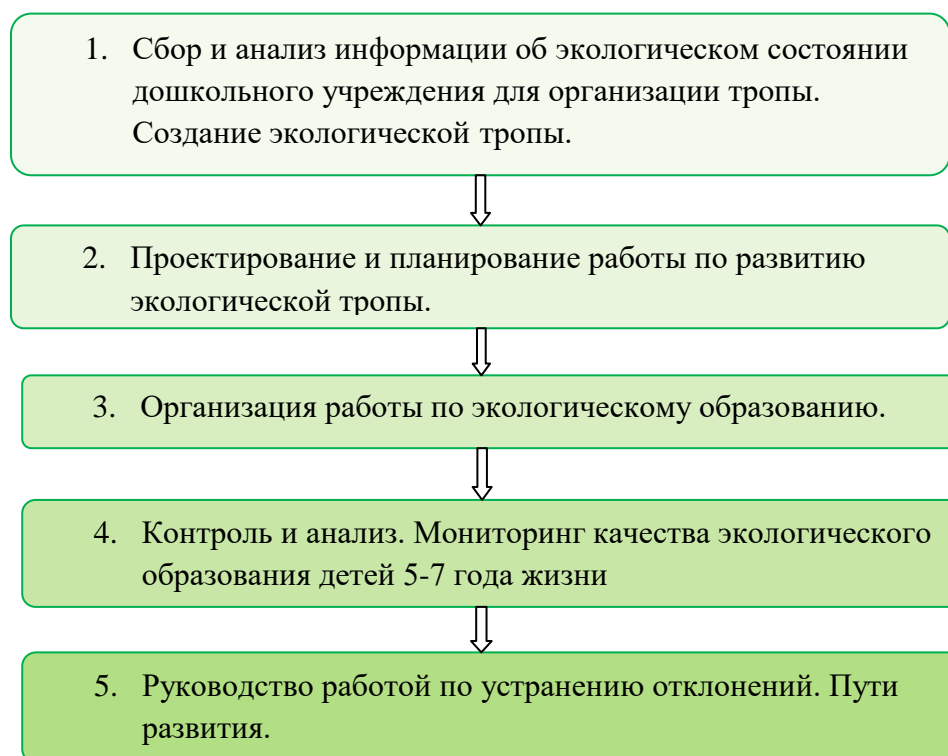 1. Сбор и анализ информации об экологическом состоянии
дошкольного учреждения для организации тропы.
Создание экологической тропы.
2. Проектирование и планирование работы по развитию
экологической тропы.
3. Организация работы по экологическому образованию.
4. Контроль и анализ. Мониторинг качества экологического
образования детей 5-7 года жизни
5. Руководство работой по устранению отклонений. Пути
развития.